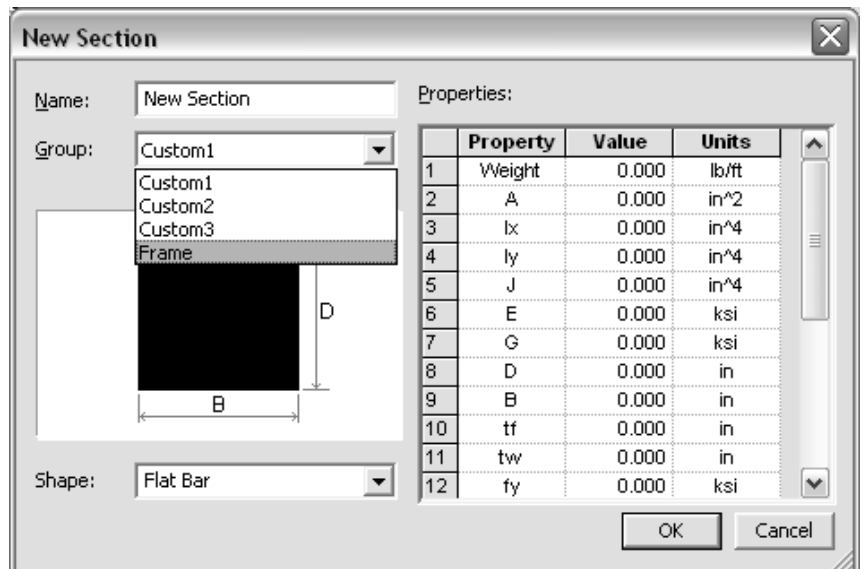 New Section
Name:
New Section
Group:
Custom1
Custom1
Custom2
Custom3
Frame
D
B
Shape:
Flat Bar
Properties:
Property Value Units
1 Weight 0.000 lb/ft
2 A 0.000 in^2
3 Ix 0.000 in^4
4 Iy 0.000 in^4
5 J 0.000 in^4
6 E 0.000 ksi
7 G 0.000 ksi
8 D 0.000 in
9 B 0.000 in
10 tf 0.000 in
11 tw 0.000 in
12 fy 0.000 ksi
OK
Cancel